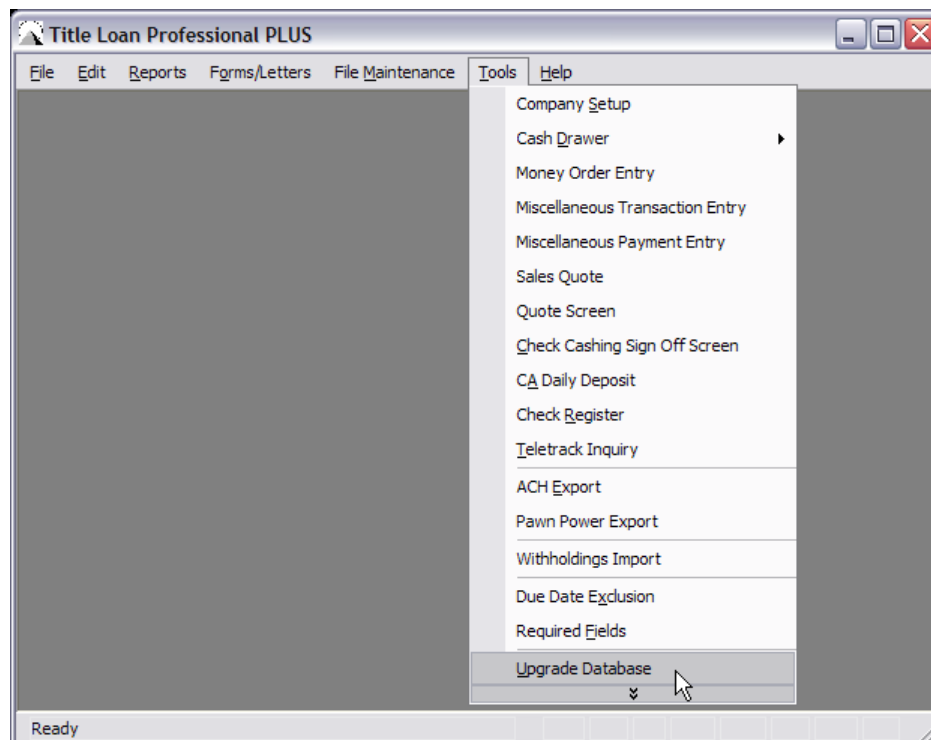 Title Loan Professional PLUS
File Edit Reports Forms/Letters File Maintenance Tools Help
Company Setup
Cash Drawer
Money Order Entry
Miscellaneous Transaction Entry
Miscellaneous Payment Entry
Sales Quote
Quote Screen
Check Cashing Sign Off Screen
CA Daily Deposit
Check Register
Teletrack Inquiry
ACH Export
Pawn Power Export
Withholdings Import
Due Date Exclusion
Required Fields
Upgrade Database
Ready